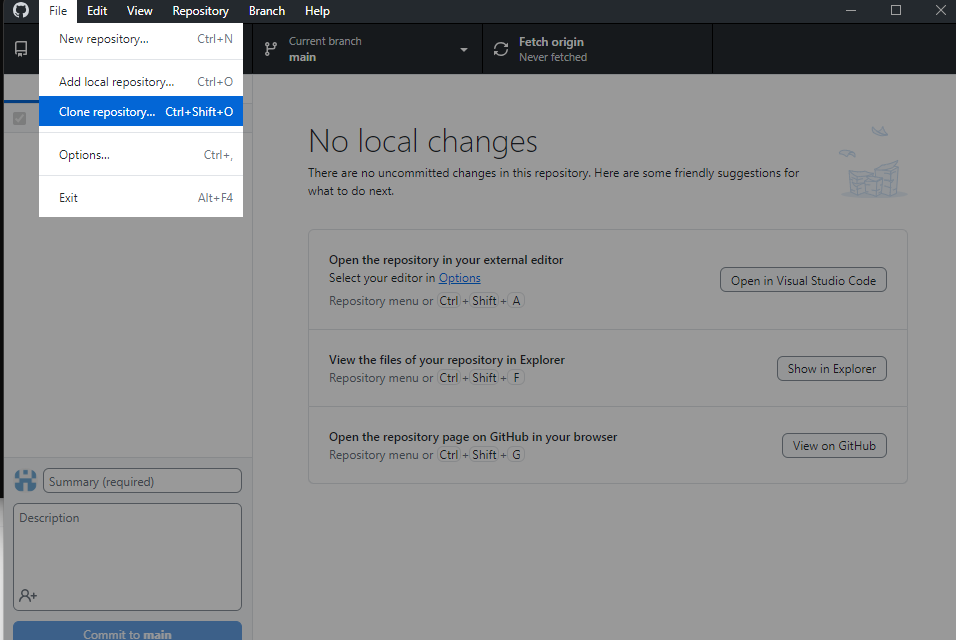 File Edit View Repository Branch Help
New repository... Ctrl+N
Add local repository... Ctrl+O
Clone repository... Ctrl+Shift+O
Options... Ctrl+,
Exit Alt+F4
Current branch
main
Fetch origin
Never fetched
No local changes
There are no uncommitted changes in this repository. Here are some friendly suggestions for
what to do next.
Open the repository in your external editor
Select your editor in Options
Repository menu or Ctrl + Shift + A
Open in Visual Studio Code
View the files of your repository in Explorer
Repository menu or Ctrl + Shift + F
Show in Explorer
Open the repository page on GitHub in your browser
Repository menu or Ctrl + Shift + G
View on GitHub
Summary (required)
Description
Commit to main